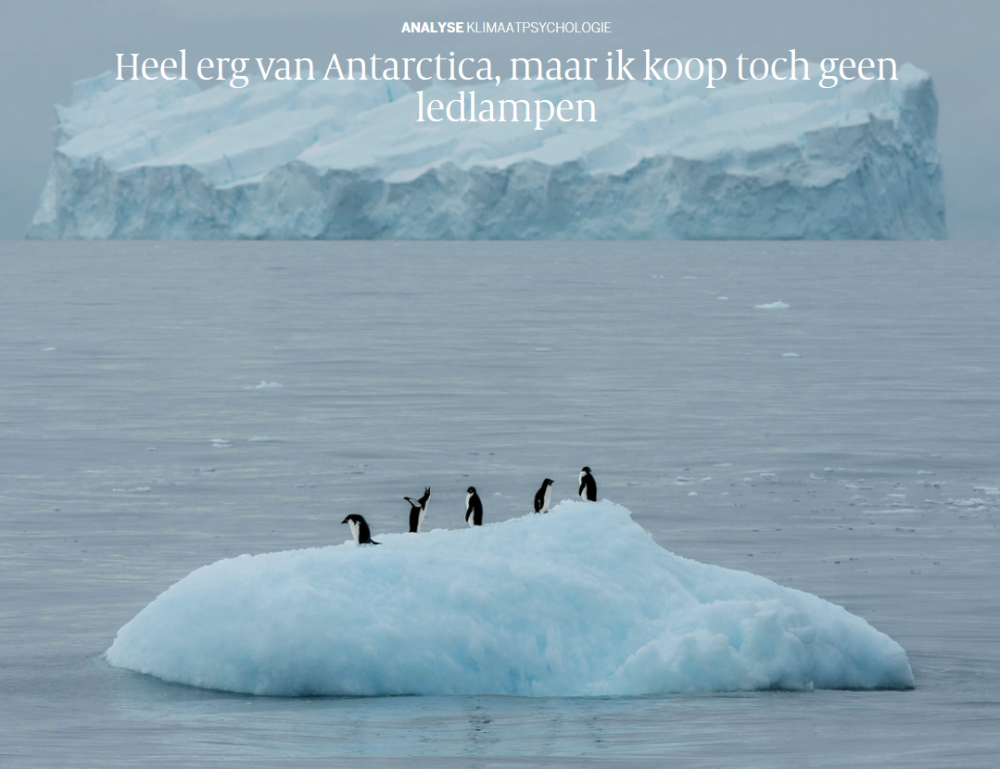 ANALYSE KLIMAATPSYCHOLOGIE
Heel erg van Antarctica, maar ik koop toch geen
ledlampen